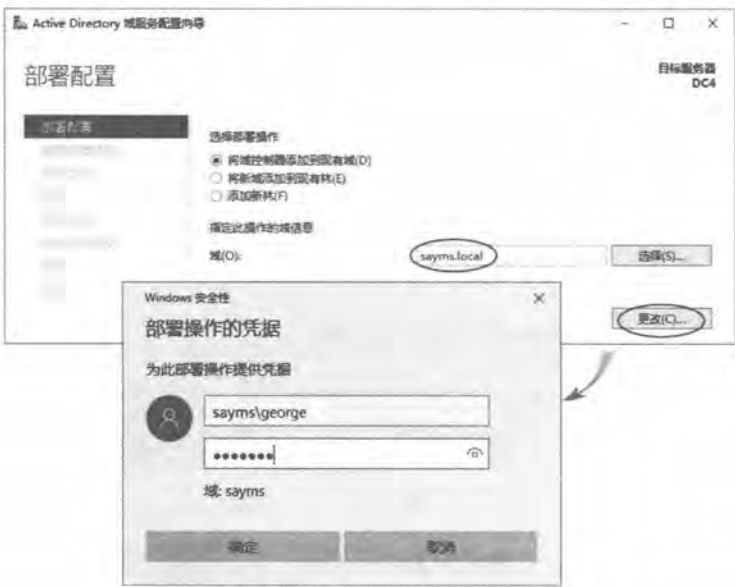 Active Directory 域服务配置向导
部署配置
目标服务器
DC4
部署配置
选择部署操作
将域控制器添加到现有域(D)
将新域添加到现有林(E)
添加新林(F)
指定此操作的域信息
域(O):
sayms.local
选择(S)...
更改(C)...
Windows 安全性
部署操作的凭据
为此部署操作提供凭据
sayms\george
●●●●●●●
域: sayms
确定
取消